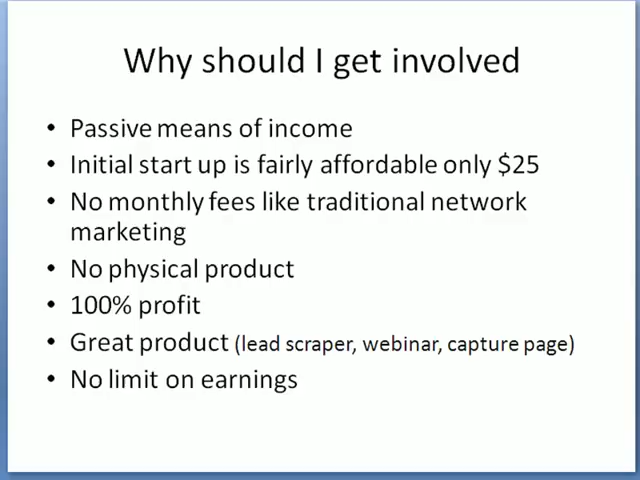 Why should I get involved
• Passive means of income
• Initial start up is fairly affordable only $25
• No monthly fees like traditional network
marketing
• No physical product
• 100% profit
• Great product (lead scraper, webinar, capture page)
• No limit on earnings